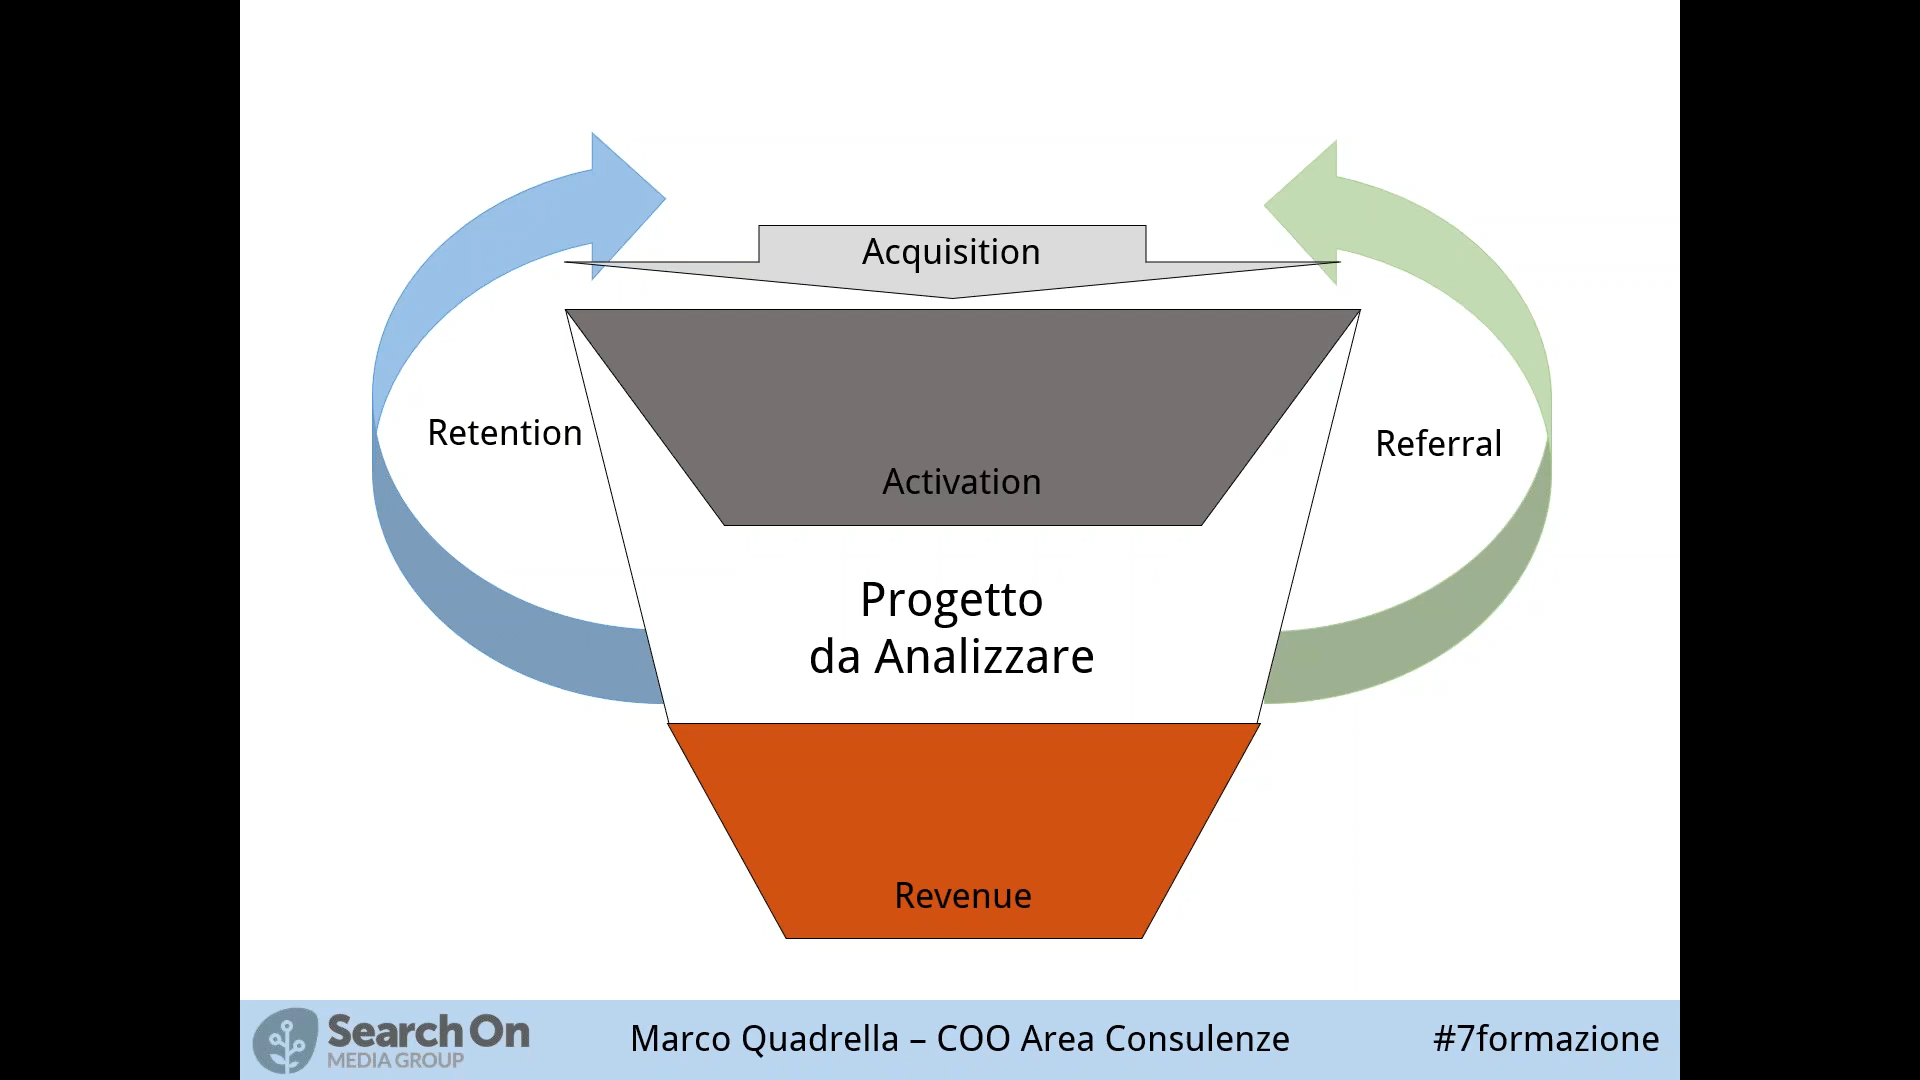 Acquisition
Retention
Referral
Activation
Progetto
da Analizzare
Revenue
Search On
MEDIA GROUP
Marco Quadrella – COO Area Consulenze
#7formazione